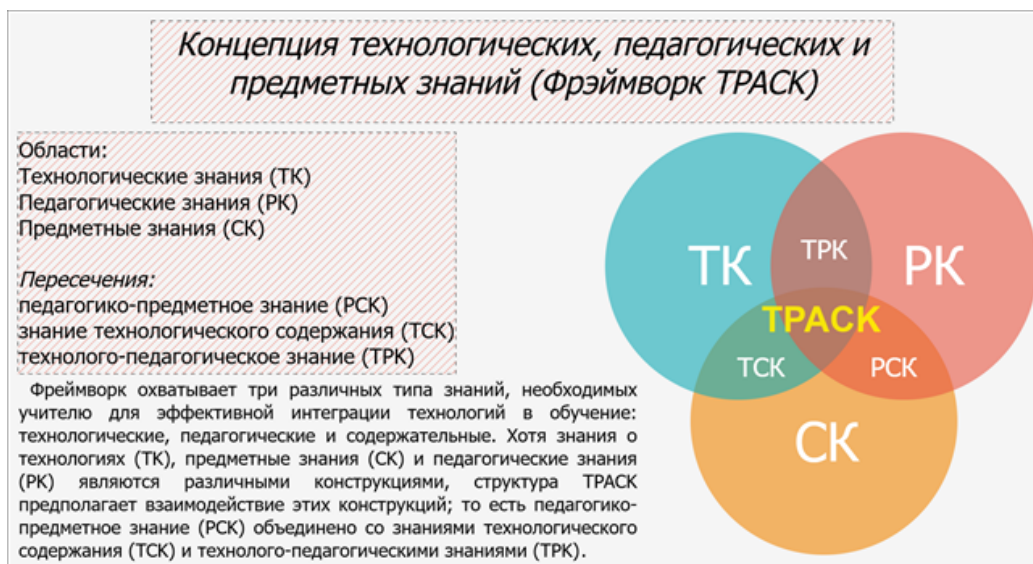 Концепция технологических, педагогических и
предметных знаний (Фрэймворк TPACK)
Области:
Технологические знания (ТК)
Педагогические знания (РК)
Предметные знания (СК)
Пересечения:
педагогико-предметное знание (РСК)
знание технологического содержания (ТСК)
технолого-педагогическое знание (ТРК)
Фреймворк охватывает три различных типа знаний, необходимых
учителю для эффективной интеграции технологий в обучение:
технологические, педагогические и содержательные. Хотя знания о
технологиях (ТК), предметные знания (СК) и педагогические знания
(РК) являются различными конструкциями, структура TPACK
предполагает взаимодействие этих конструкций; то есть педагогико-
предметное знание (РСК) объединено со знаниями технологического
содержания (ТСК) и технолого-педагогическими знаниями (ТРК).
ТК
ТРК
РК
TPACK
ТСК
РСК
СК